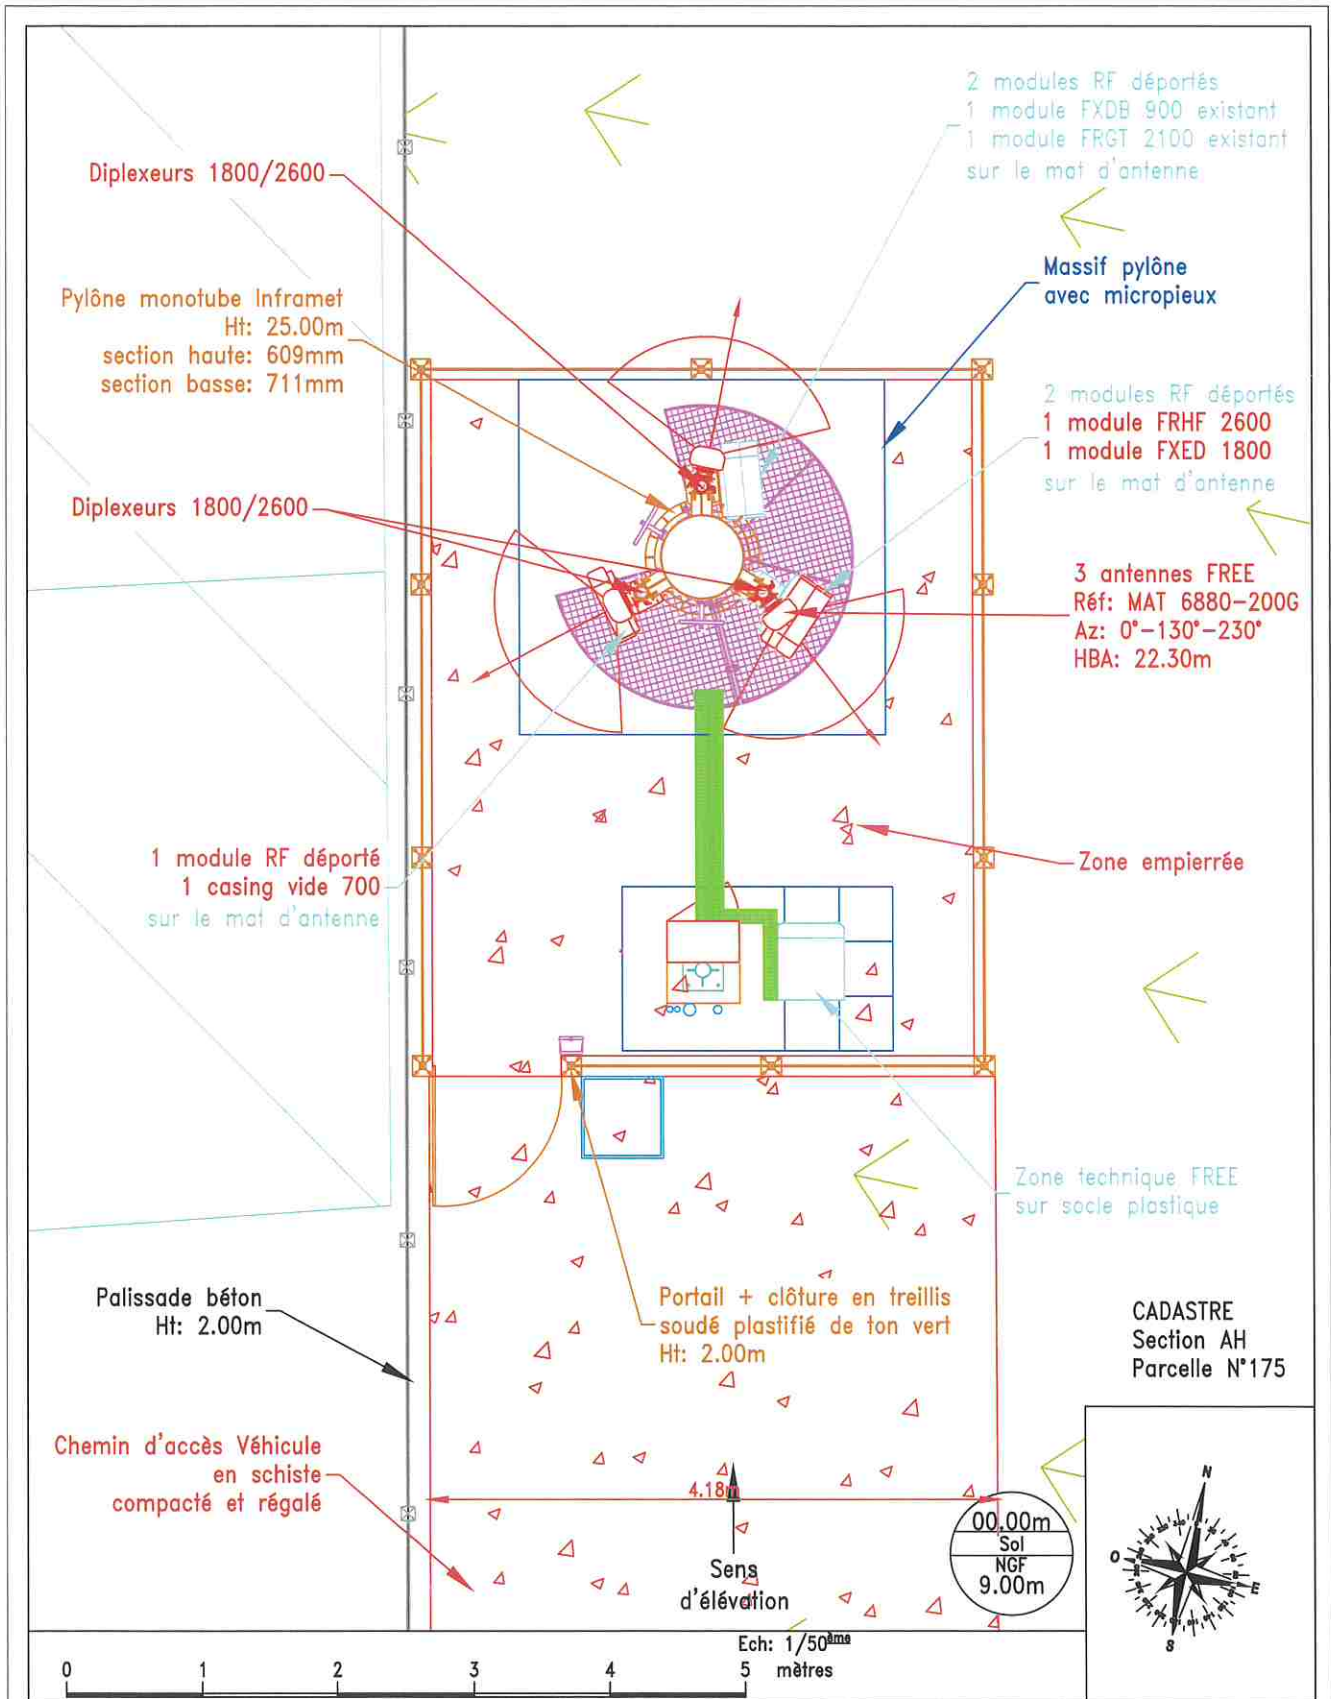 2 modules RF déportés
1 module FXDB 900 existant
1 module FRGT 2100 existant
sur le mat d'antenne
Diplexeurs 1800/2600
Massif pylône
avec micropieux
Pylône monotube Inframet
Ht: 25.00m
section haute: 609mm
section basse: 711mm
2 modules RF déportés
1 module FRHF 2600
1 module FXED 1800
sur le mat d'antenne
Diplexeurs 1800/2600
3 antennes FREE
Réf: MAT 6880-200G
Az: 0°-130°-230°
HBA: 22.30m
1 module RF déporté
1 casing vide 700
sur le mat d'antenne
Zone empierrée
Zone technique FREE
sur socle plastique
Palissade béton
Ht: 2.00m
Portail + clôture en treillis
soudé plastifié de ton vert
Ht: 2.00m
CADASTRE
Section AH
Parcelle N°175
Chemin d'accès Véhicule
en schiste
compacté et régalé
4.18m
00.00m
Sol
NGF
9.00m
Sens
d'élévation
N
O
E
S
Ech: 1/50ème
0 1 2 3 4 5 mètres